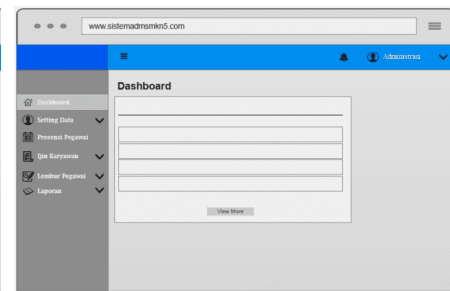 www.sistemadmsmkn5.com
Administrasi
Dashboard
Dashboard
Setting Data
Presensi Pegawai
Ijin Karyawan
Lembur Pegawai
Laporan
View More